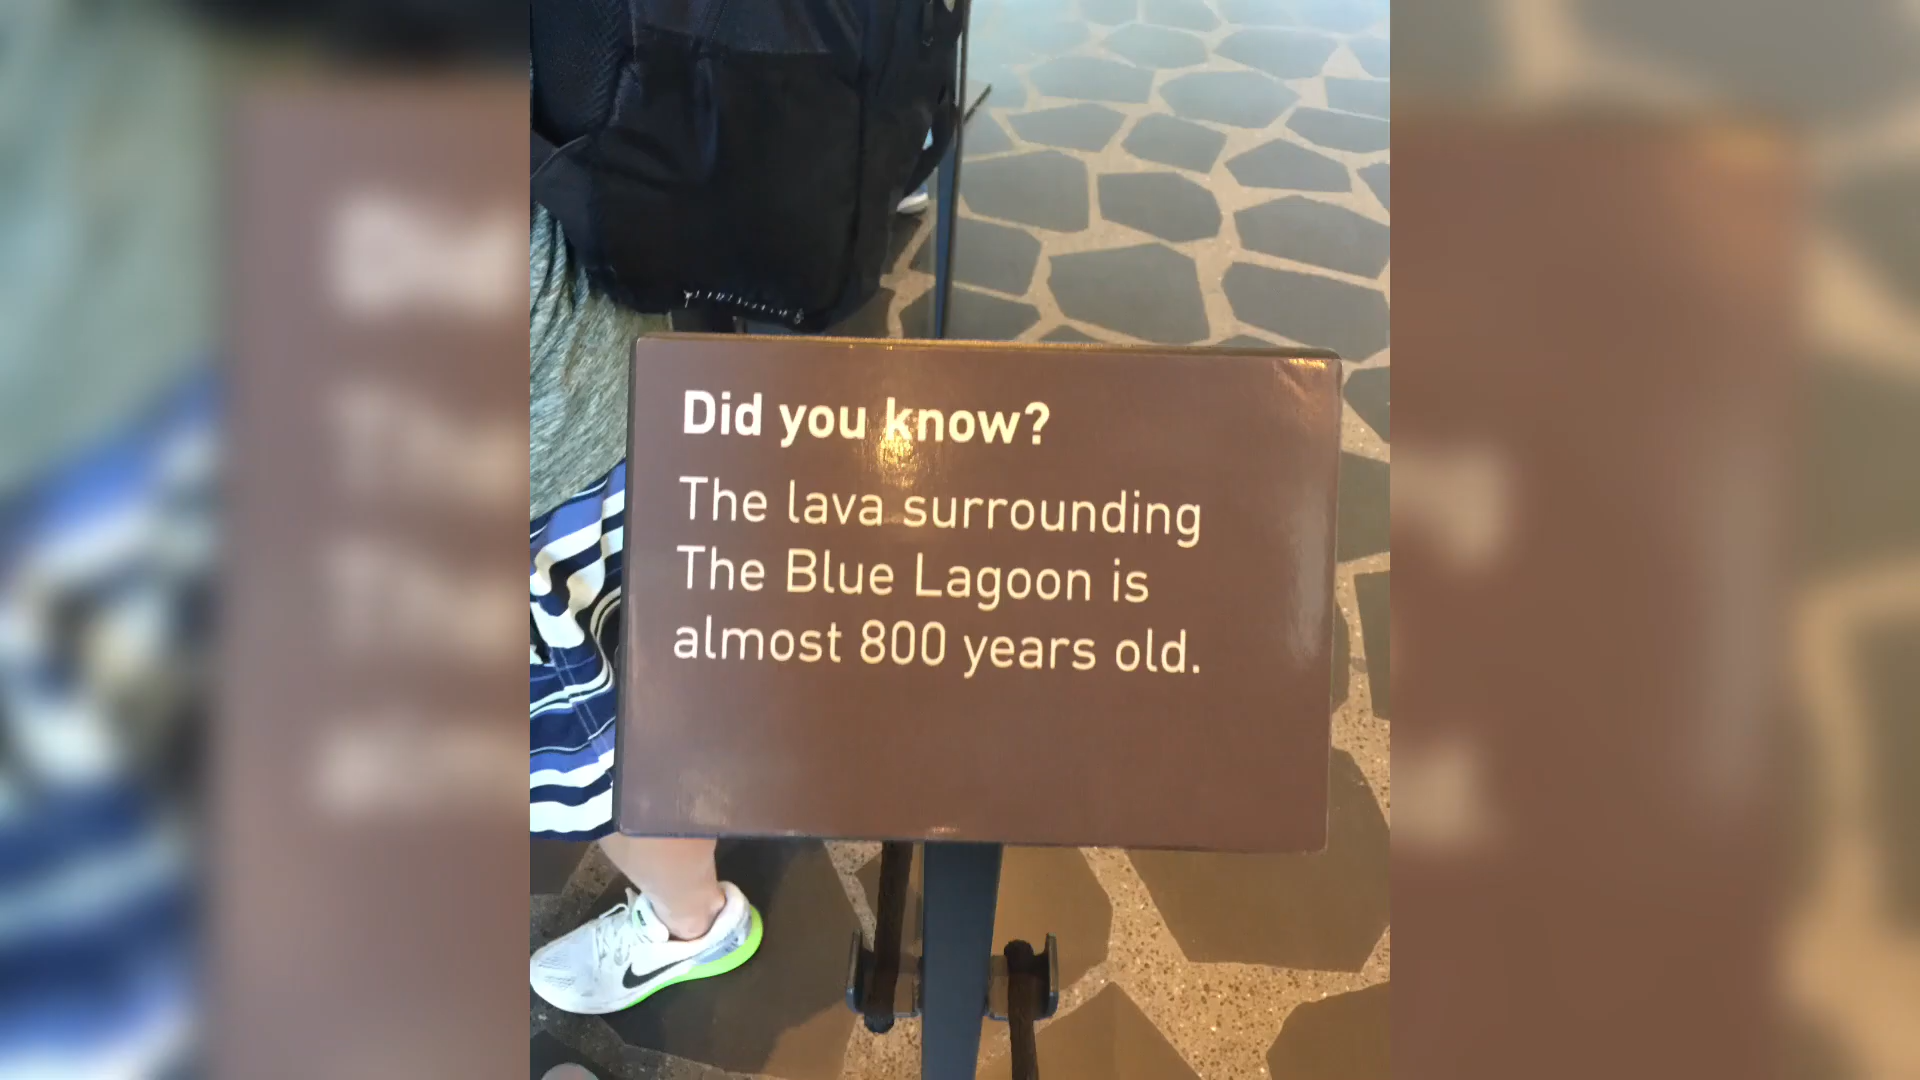 Did you know?
The lava surrounding
The Blue Lagoon is
almost 800 years old.